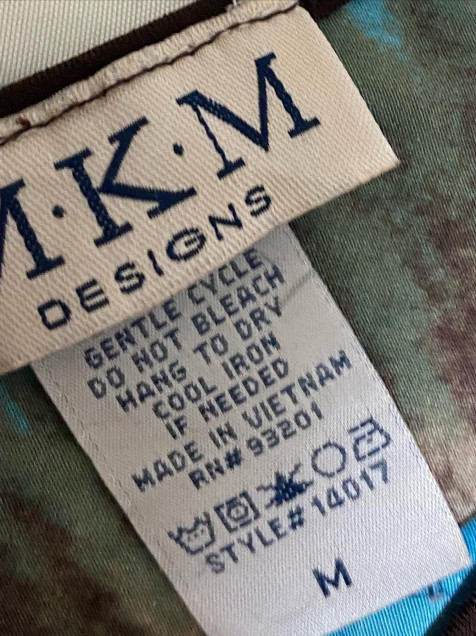 M·K·M
DESIGNS
GENTLE CYCLE
DO NOT BLEACH
HANG TO DRY
COOL IRON
IF NEEDED
MADE IN VIETNAM
RN# 93201
STYLE# 14017
M